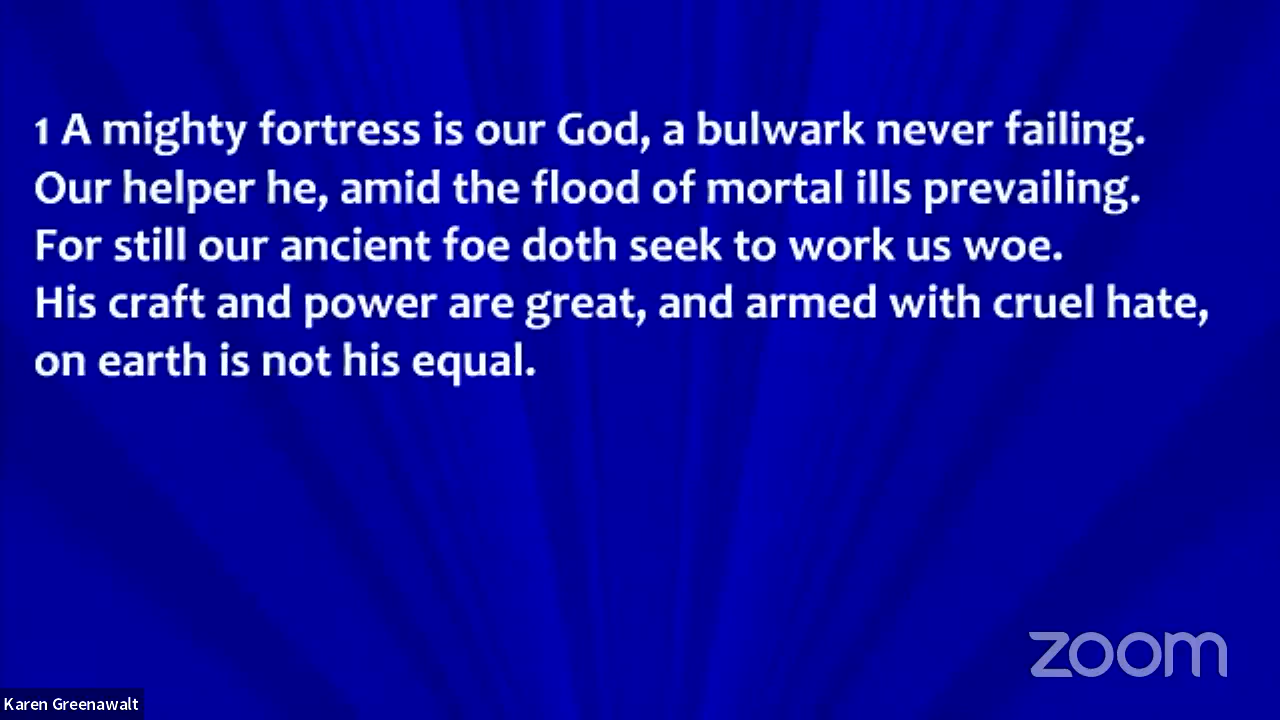 1 A mighty fortress is our God, a bulwark never failing.
Our helper he, amid the flood of mortal ills prevailing.
For still our ancient foe doth seek to work us woe.
His craft and power are great, and armed with cruel hate,
on earth is not his equal.
zoom
Karen Greenawalt